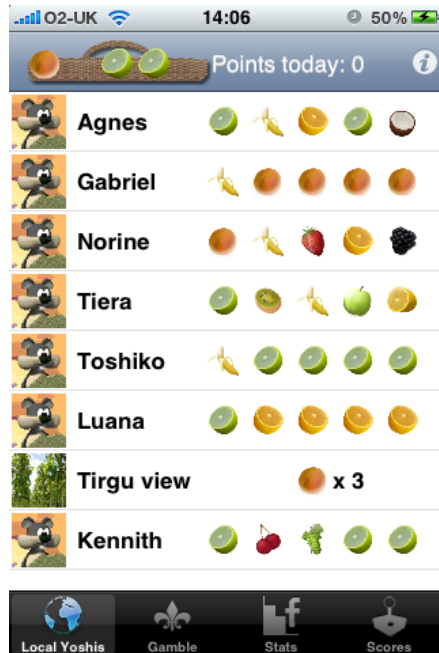 O2-UK 14:06 50%
Points today: 0
Agnes
Gabriel
Norine
Tiera
Toshiko
Luana
Tirgu view x 3
Kennith
Local Yoshis Gamble Stats Scores